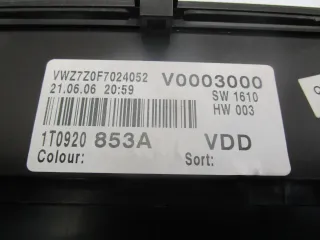 VWZ7Z0F7024052 V0003000
21.06.06 20:59 SW 1610
HW 003
1T0920 853A VDD
Colour: Sort: